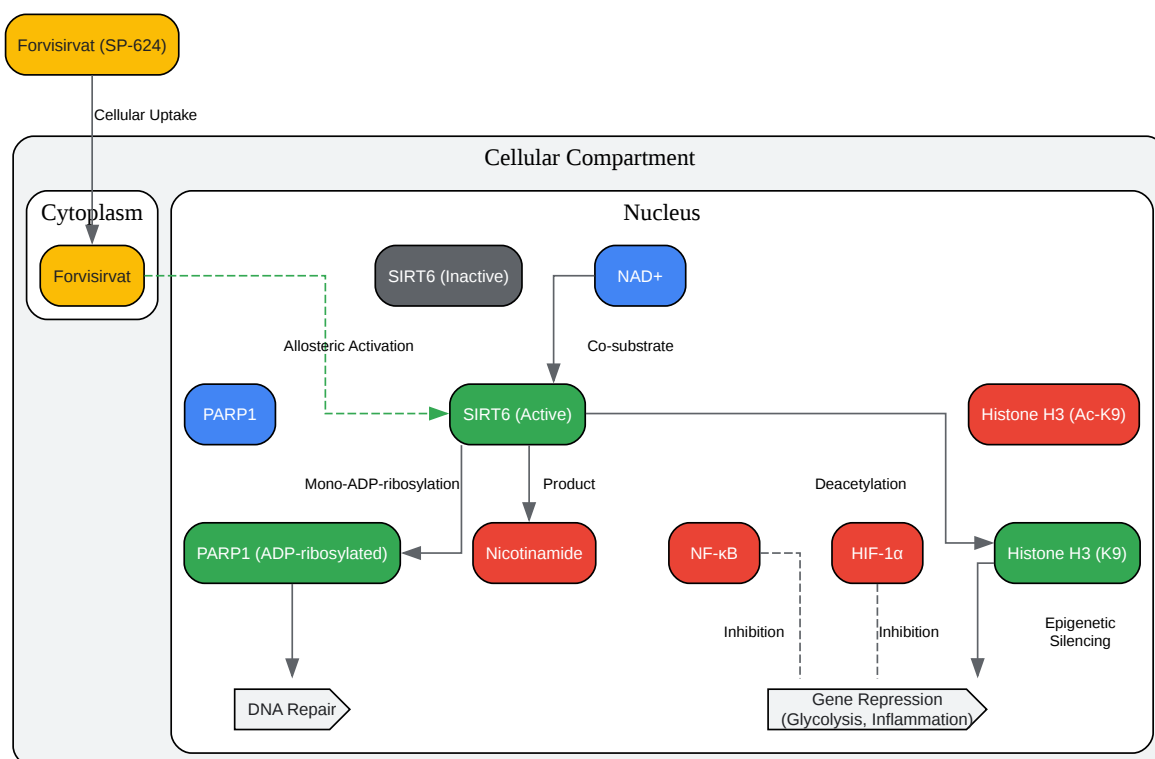 Forvisirvat (SP-624)
Cellular Uptake
Cellular Compartment
Cytoplasm
Nucleus
Forvisirvat
SIRT6 (Inactive)
NAD+
Allosteric Activation
Co-substrate
PARP1
SIRT6 (Active)
Histone H3 (Ac-K9)
Mono-ADP-ribosylation
Product
Deacetylation
PARP1 (ADP-ribosylated)
Nicotinamide
NF-κB
HIF-1α
Histone H3 (K9)
Inhibition
Inhibition
Epigenetic
Silencing
DNA Repair
Gene Repression
(Glycolysis, Inflammation)